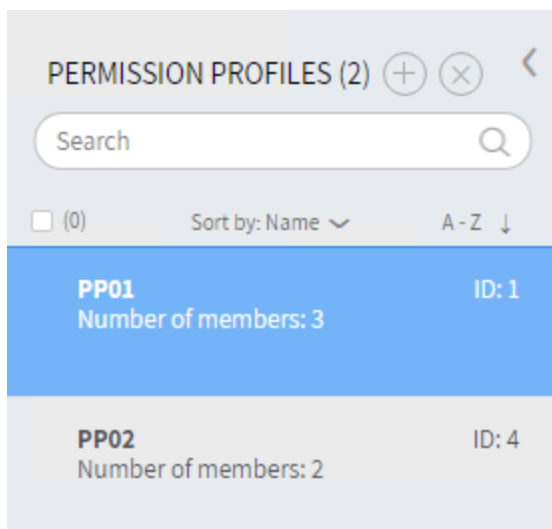 PERMISSION PROFILES (2)
Search
(0) Sort by: Name A - Z ↓
PP01 ID: 1
Number of members: 3
PP02 ID: 4
Number of members: 2